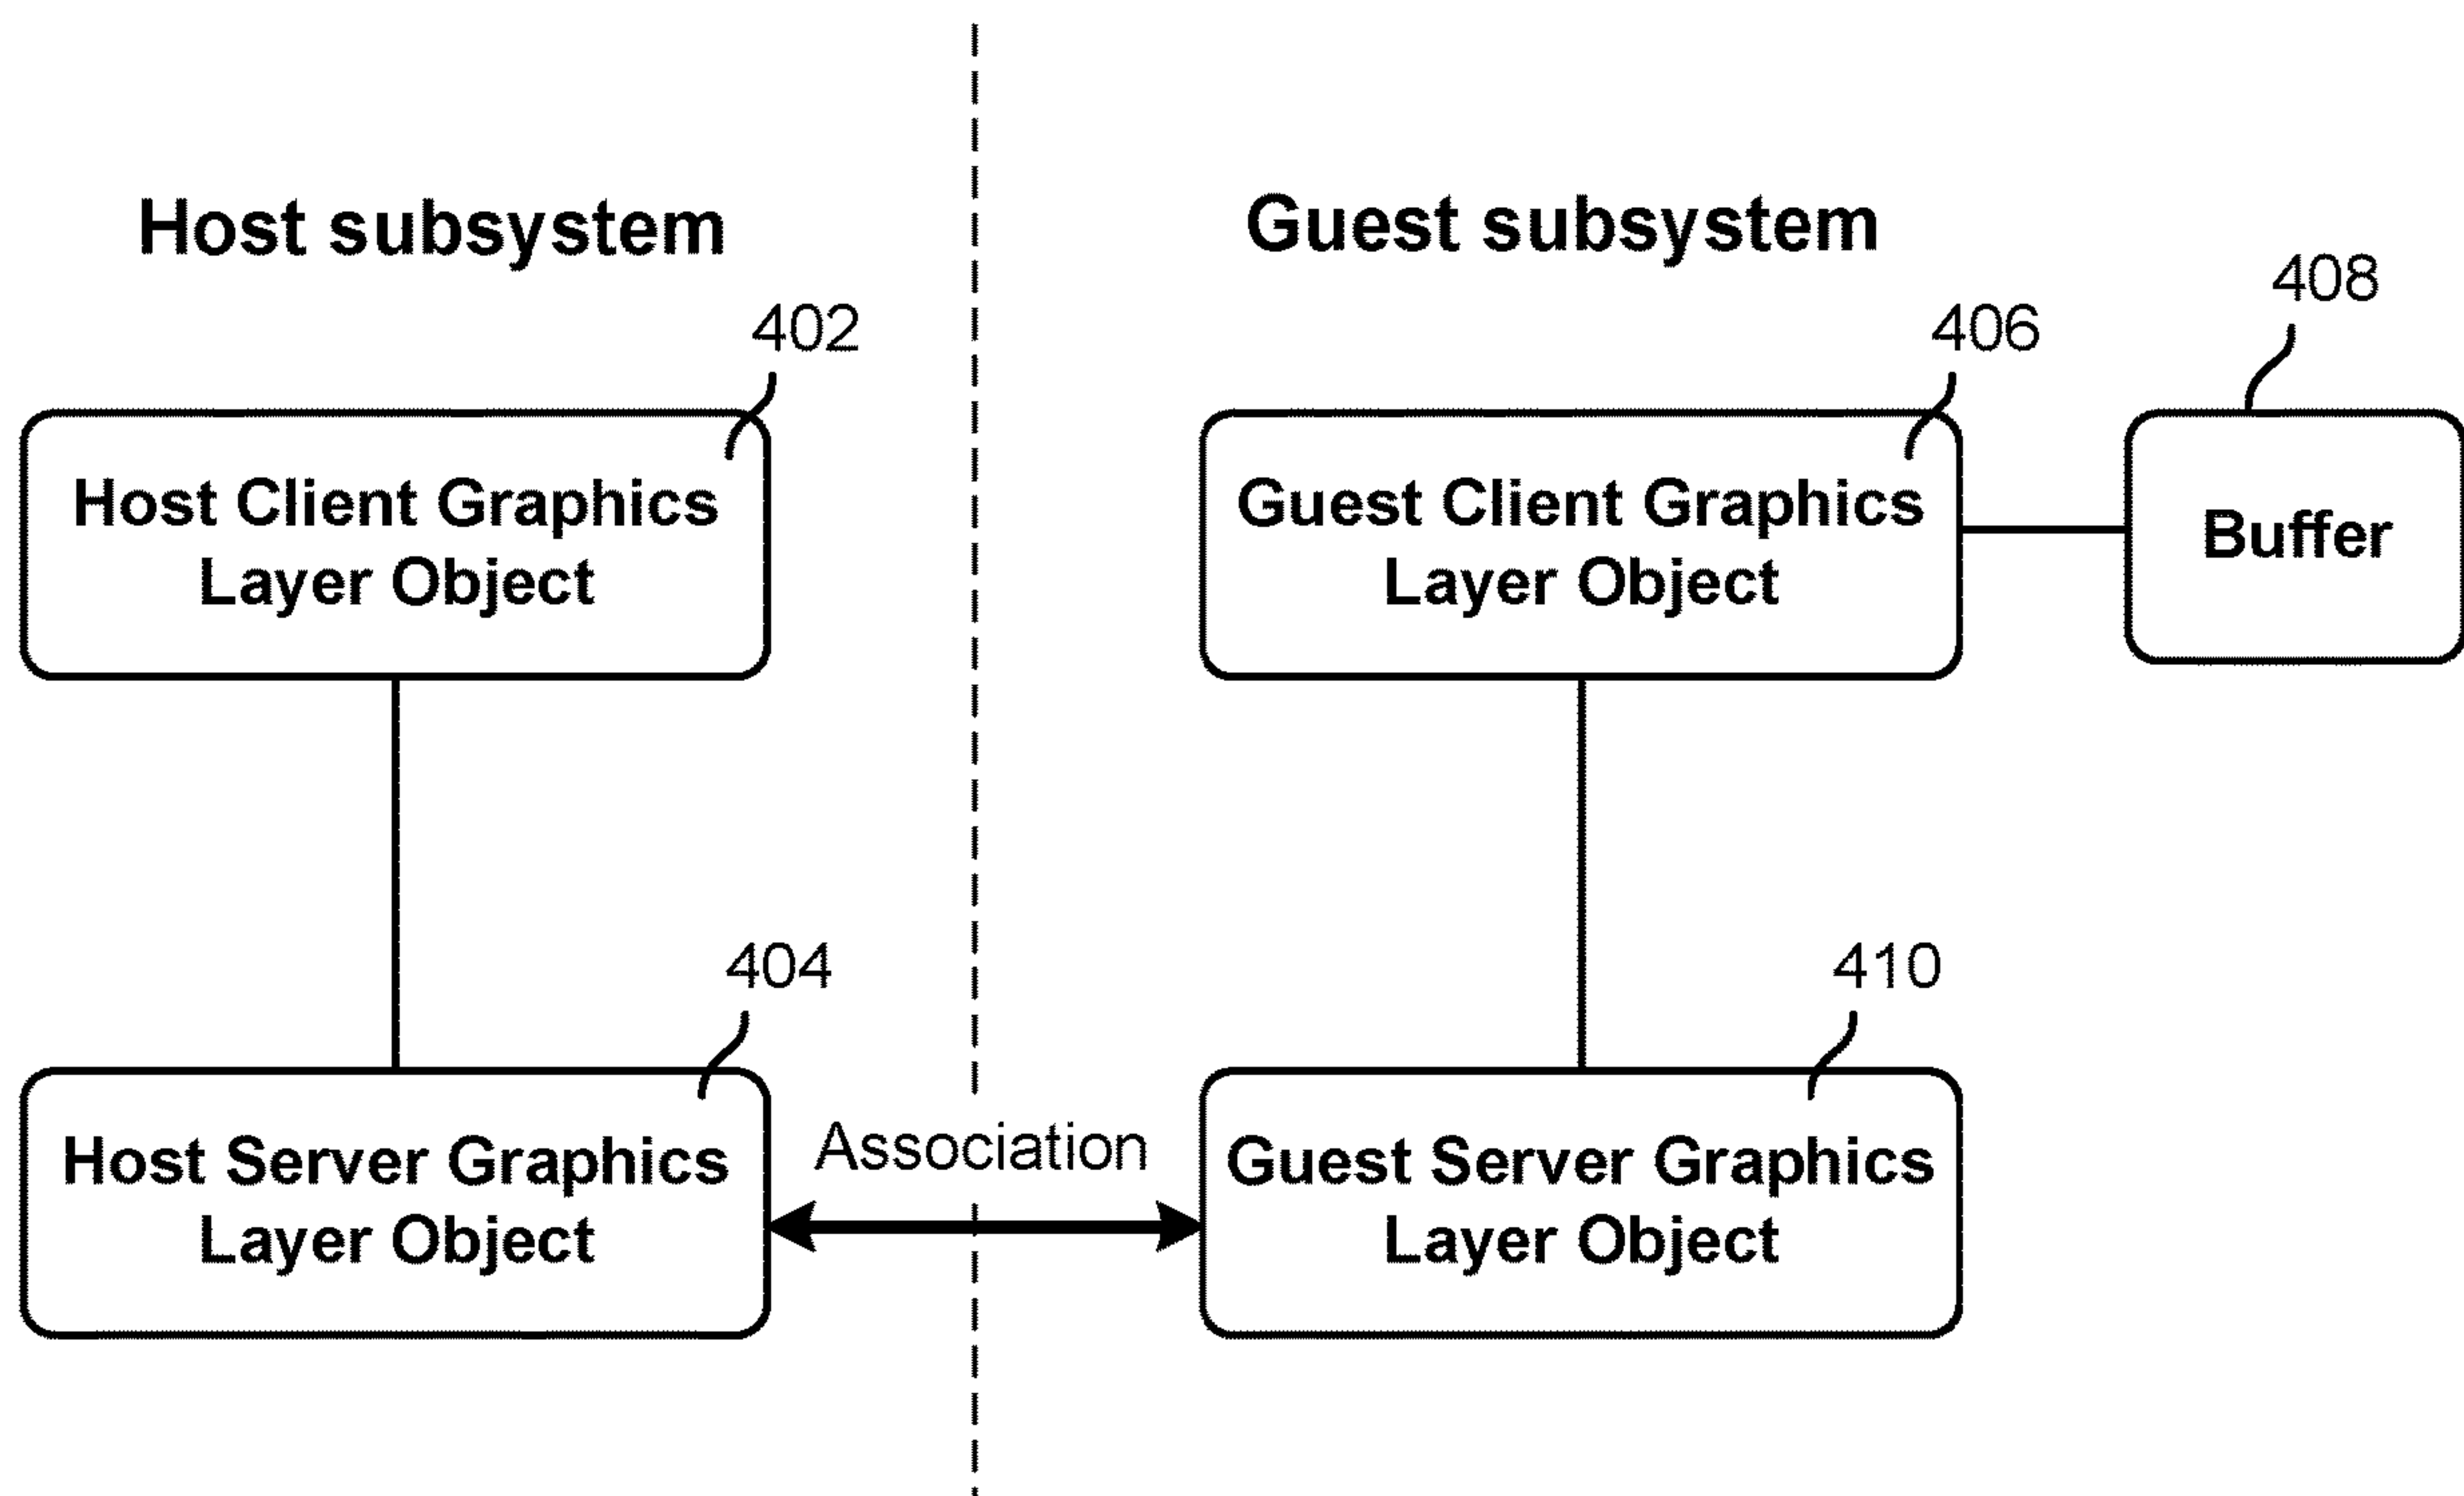 Host subsystem
Guest subsystem
402
406
408
Host Client Graphics
Layer Object
Guest Client Graphics
Layer Object
Buffer
404
410
Host Server Graphics
Layer Object
Association
Guest Server Graphics
Layer Object